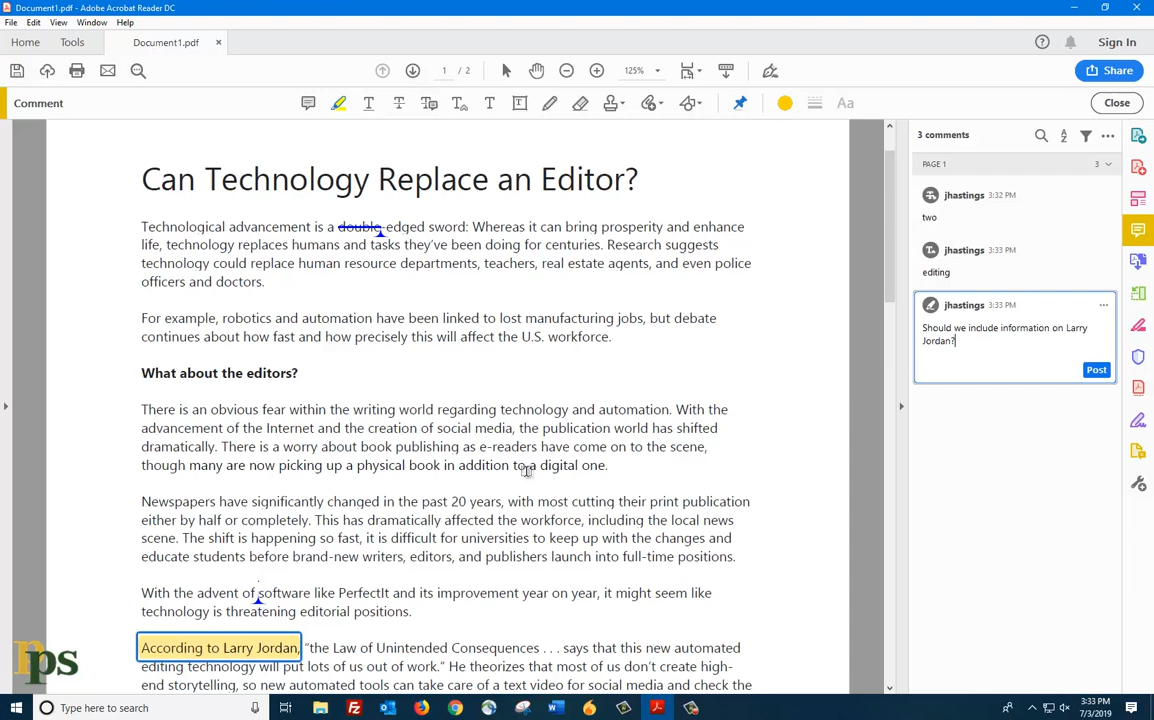 Document1.pdf - Adobe Acrobat Reader DC
File Edit View Window Help
Home Tools Document1.pdf × Sign In
1 / 2 125% Share
Comment Aa Close
3 comments
PAGE 1 3
jhastings 3:32 PM
two
jhastings 3:33 PM
editing
jhastings 3:33 PM
Should we include information on Larry
Jordan?
Post
Can Technology Replace an Editor?
Technological advancement is a double edged sword: Whereas it can bring prosperity and enhance
life, technology replaces humans and tasks they've been doing for centuries. Research suggests
technology could replace human resource departments, teachers, real estate agents, and even police
officers and doctors.
For example, robotics and automation have been linked to lost manufacturing jobs, but debate
continues about how fast and how precisely this will affect the U.S. workforce.
What about the editors?
There is an obvious fear within the writing world regarding technology and automation. With the
advancement of the Internet and the creation of social media, the publication world has shifted
dramatically. There is a worry about book publishing as e-readers have come on to the scene,
though many are now picking up a physical book in addition to a digital one.
Newspapers have significantly changed in the past 20 years, with most cutting their print publication
either by half or completely. This has dramatically affected the workforce, including the local news
scene. The shift is happening so fast, it is difficult for universities to keep up with the changes and
educate students before brand-new writers, editors, and publishers launch into full-time positions.
With the advent of software like PerfectIt and its improvement year on year, it might seem like
technology is threatening editorial positions.
According to Larry Jordan, "the Law of Unintended Consequences . . . says that this new automated
editing technology will put lots of us out of work." He theorizes that most of us don't create high-
end storytelling, so new automated tools can take care of a text video for social media and check the
nps
Type here to search
3:33 PM
7/3/2019